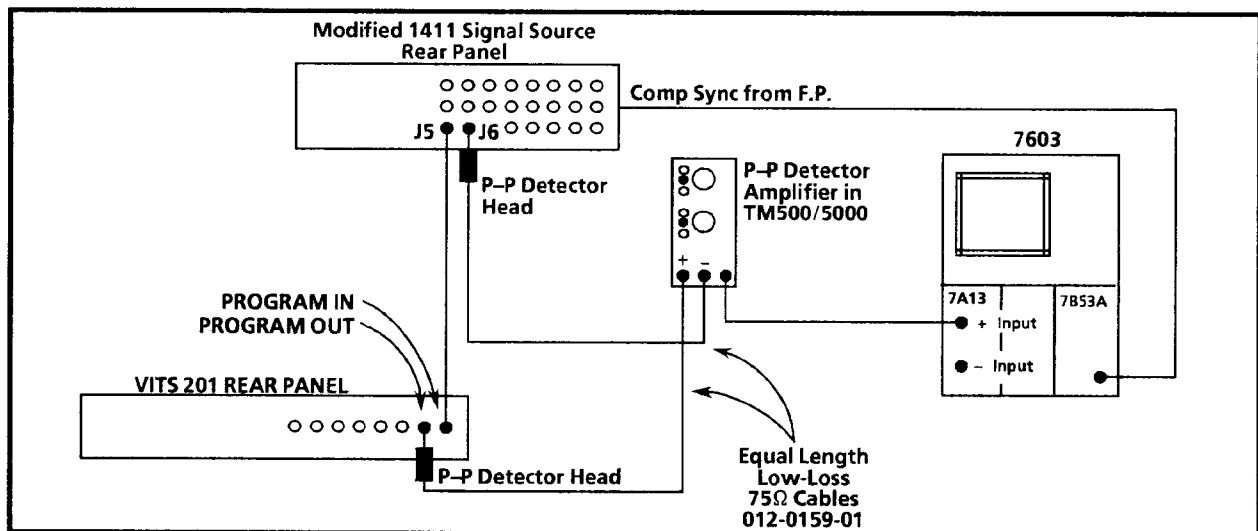 Modified 1411 Signal Source
Rear Panel
Comp Sync from F.P.
J5
J6
P–P Detector
Head
7603
P–P Detector
Amplifier in
TM500/5000
+ –
7A13
7B53A
+ Input
– Input
PROGRAM IN
PROGRAM OUT
VITS 201 REAR PANEL
P–P Detector Head
Equal Length
Low-Loss
75Ω Cables
012-0159-01